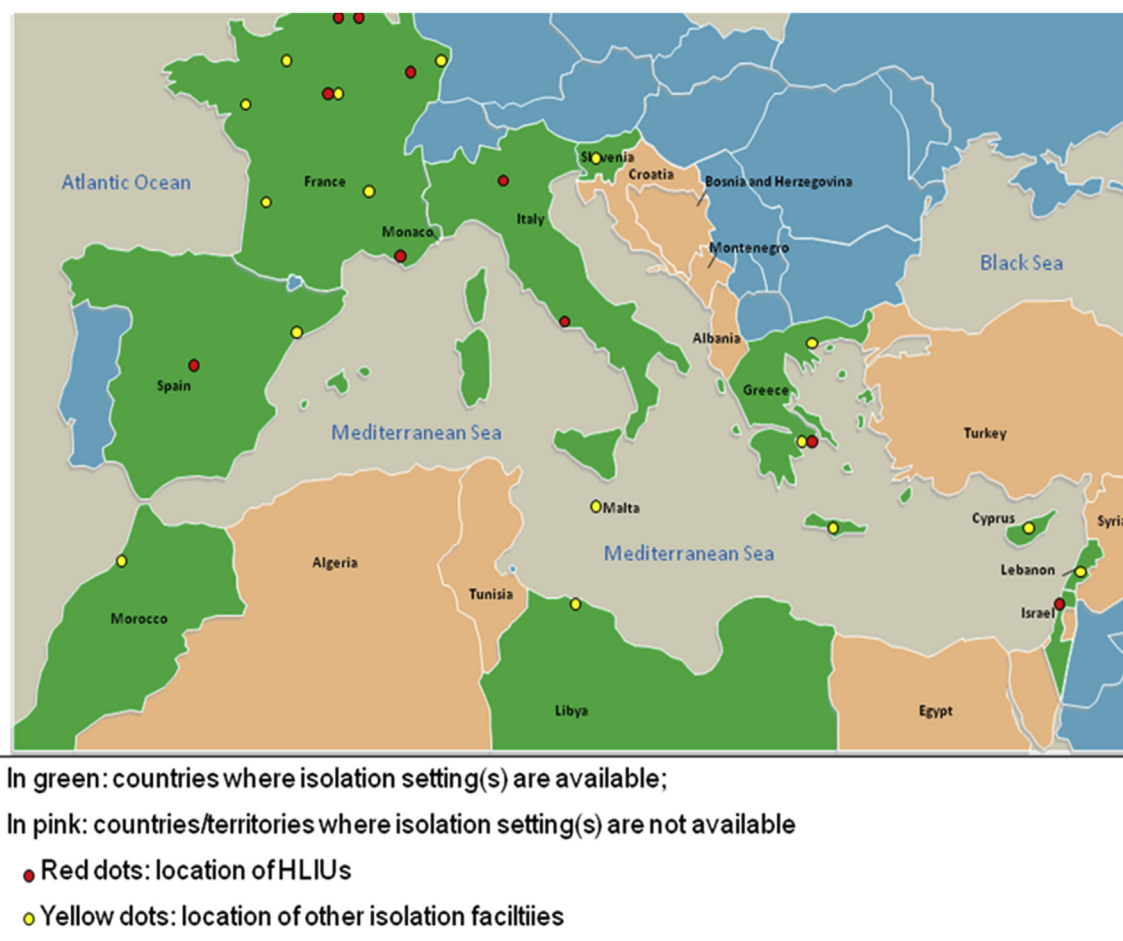 Atlantic Ocean
Slovenia
Croatia
France
Bosnia and Herzegovina
Italy
Monaco
Montenegro
Black Sea
Albania
Spain
Greece
Mediterranean Sea
Turkey
Malta
Cyprus
Syria
Mediterranean Sea
Algeria
Lebanon
Tunisia
Israel
Morocco
Libya
Egypt
In green: countries where isolation setting(s) are available;
In pink: countries/territories where isolation setting(s) are not available
Red dots: location of HLIUs
Yellow dots: location of other isolation faciltiies